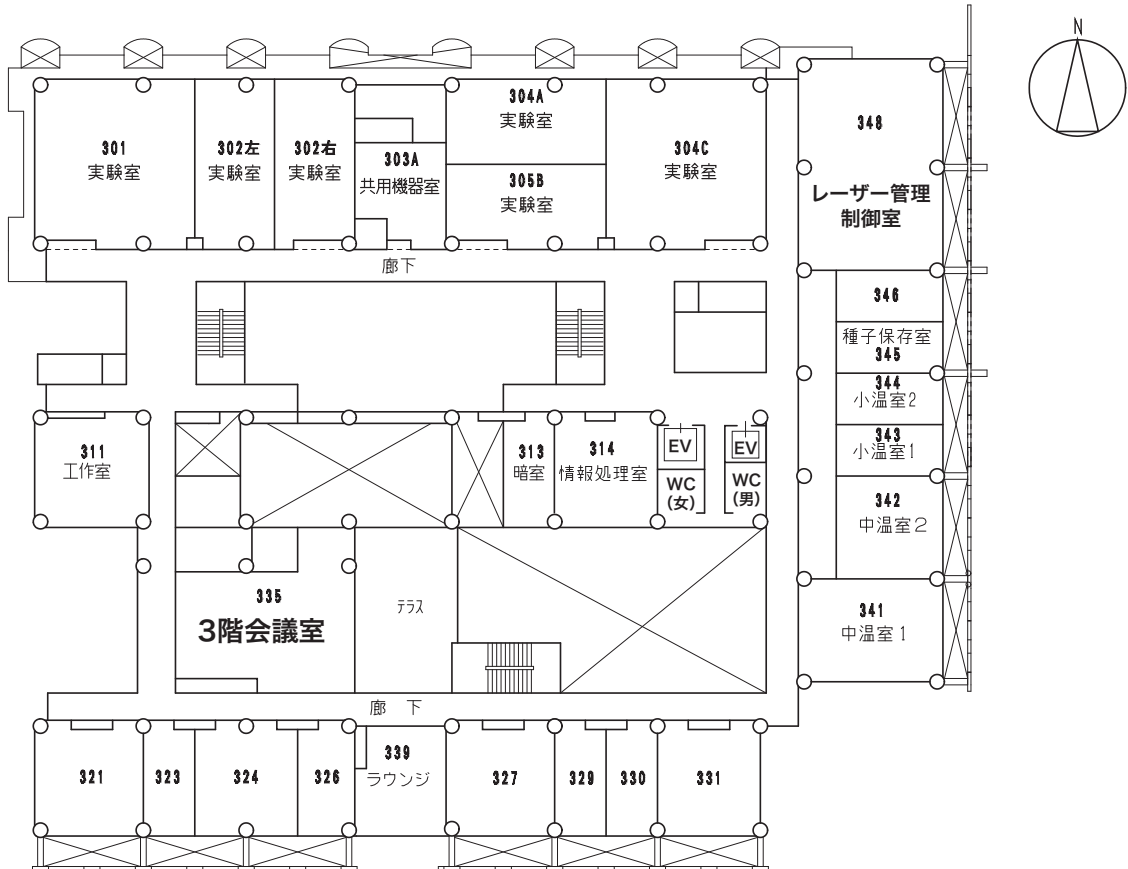 N
301
実験室
302左
実験室
302右
実験室
303A
共用機器室
304A
実験室
305B
実験室
304C
実験室
348
レーザー管理
制御室
廊下
346
種子保存室
345
344
小温室2
343
小温室1
342
中温室2
341
中温室1
311
工作室
313
暗室
314
情報処理室
EV
WC
(女)
EV
WC
(男)
335
3階会議室
テラス
廊 下
321
323
324
326
339
ラウンジ
327
329
330
331